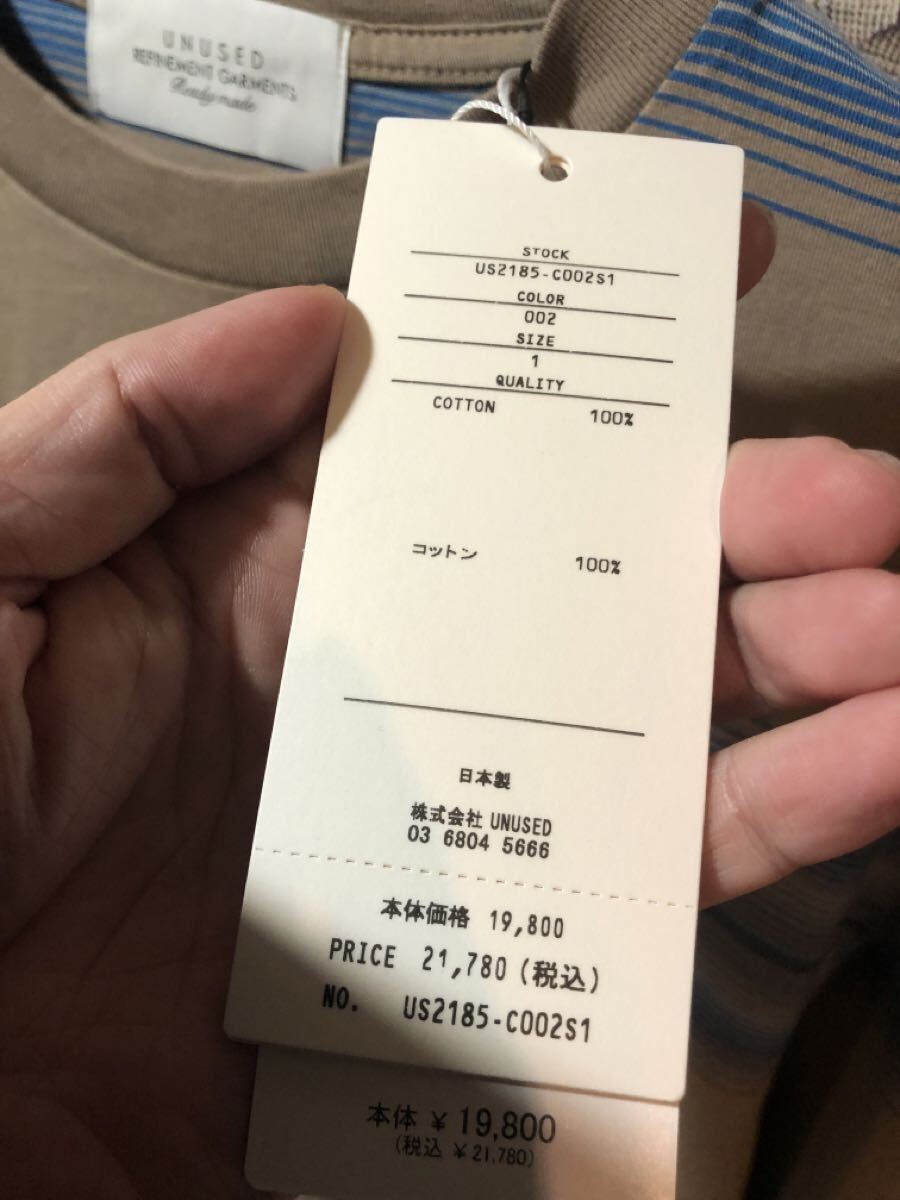 UNUSED
REFINEMENT GARMENTS
Ready-made
STOCK
US2185-C002S1
COLOR
002
SIZE
1
QUALITY
COTTON 100%
コットン 100%
日本製
株式会社 UNUSED
03 6804 5666
本体価格 19,800
PRICE 21,780 (税込)
NO. US2185-C002S1
本体 ¥ 19,800
(税込 ¥ 21,780)